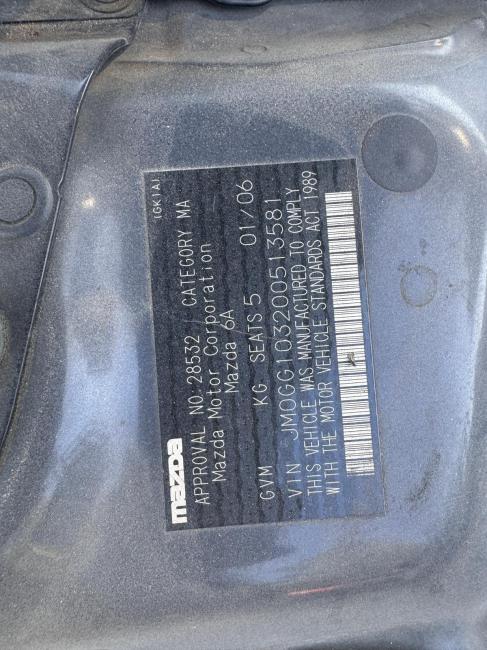 (GK1A)
mazda
APPROVAL NO. 28532 / CATEGORY MA
Mazda Motor Corporation
Mazda 6A
GVM KG SEATS 5 01/06
VIN JM0GG103200513581
THIS VEHICLE WAS MANUFACTURED TO COMPLY
WITH THE MOTOR VEHICLE STANDARDS ACT 1989